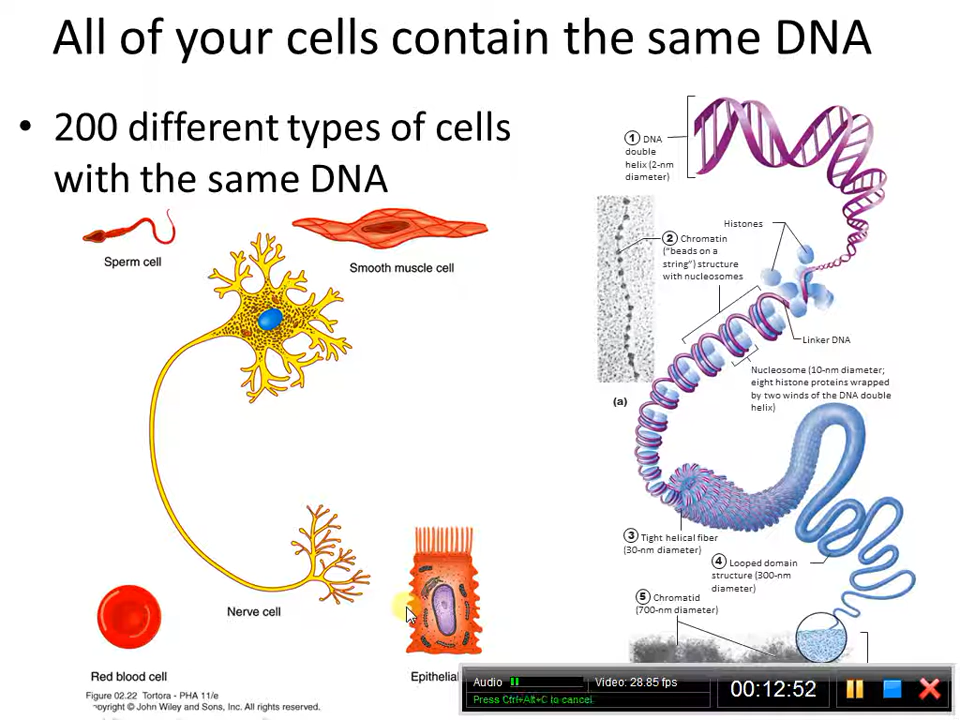 All of your cells contain the same DNA
• 200 different types of cells
with the same DNA
Sperm cell
Smooth muscle cell
Nerve cell
Red blood cell
Epithelial
Figure 02.22 Tortora - PHA 11/e
opyright © John Wiley and Sons, Inc. All rights reserved.
1 DNA
double
helix (2-nm
diameter)
Histones
2 Chromatin
("beads on a
string") structure
with nucleosomes
Linker DNA
Nucleosome (10-nm diameter;
eight histone proteins wrapped
by two winds of the DNA double
helix)
(a)
3 Tight helical fiber
(30-nm diameter)
4 Looped domain
structure (300-nm
diameter)
5 Chromatid
(700-nm diameter)
Audio
Video: 28.85 fps
Press Ctrl+Alt+C to cancel
00:12:52